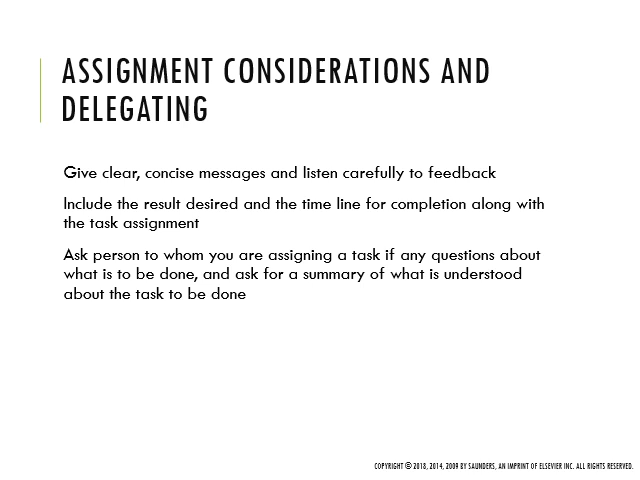 ASSIGNMENT CONSIDERATIONS AND
DELEGATING
Give clear, concise messages and listen carefully to feedback
Include the result desired and the time line for completion along with
the task assignment
Ask person to whom you are assigning a task if any questions about
what is to be done, and ask for a summary of what is understood
about the task to be done
COPYRIGHT © 2018, 2014, 2009 BY SAUNDERS, AN IMPRINT OF ELSEVIER INC. ALL RIGHTS RESERVED.